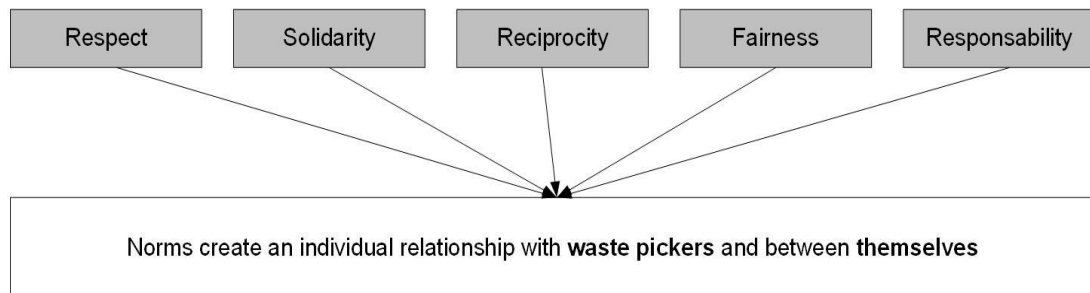 Respect
Solidarity
Reciprocity
Fairness
Responsability
Norms create an individual relationship with waste pickers and between themselves